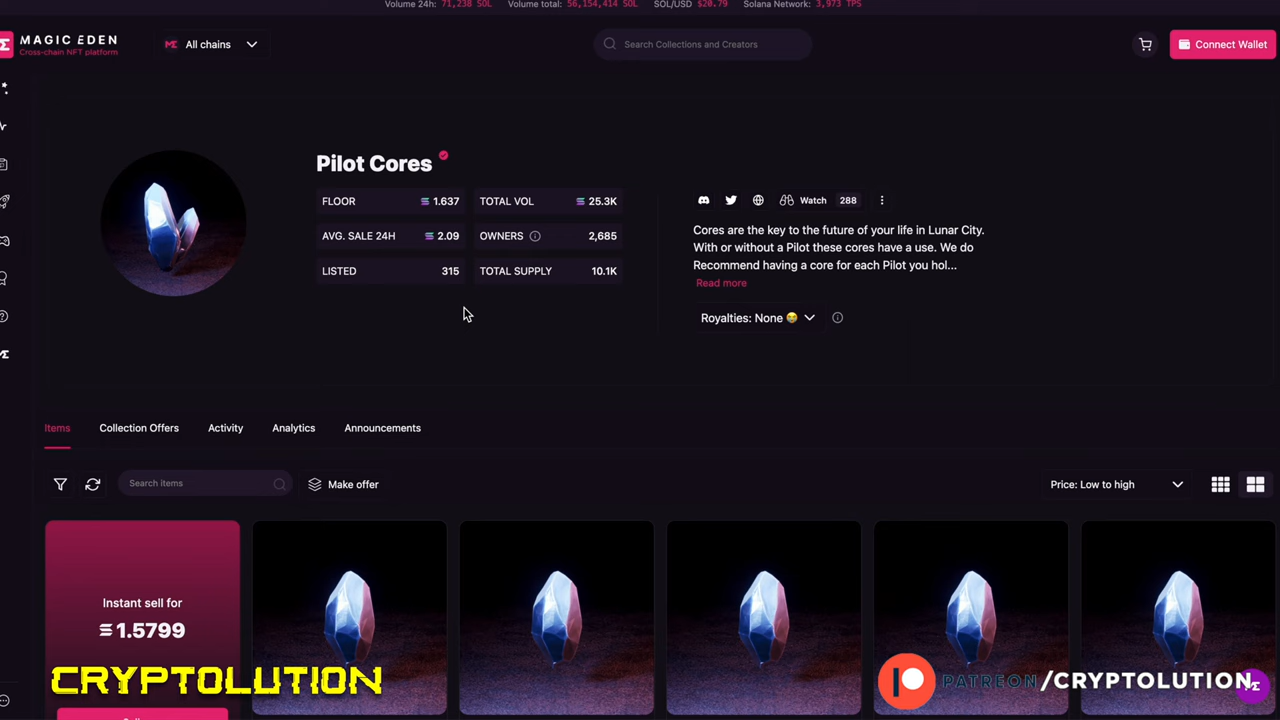 Volume 24h: 71,238 SOL Volume total: 56,154,414 SOL SOL/USD $20.79 Solana Network: 3,973 TPS
MAGIC EDEN
Cross-chain NFT platform
All chains
Search Collections and Creators
Connect Wallet
Pilot Cores
FLOOR 1.637 TOTAL VOL 25.3K
AVG. SALE 24H 2.09 OWNERS 2,685
LISTED 315 TOTAL SUPPLY 10.1K
Watch 288
Cores are the key to the future of your life in Lunar City.
With or without a Pilot these cores have a use. We do
Recommend having a core for each Pilot you hol...
Read more
Royalties: None 😂
Items Collection Offers Activity Analytics Announcements
Search items
Make offer
Price: Low to high
Instant sell for
1.5799
CRYPTOLUTION
PATREON/CRYPTOLUTION